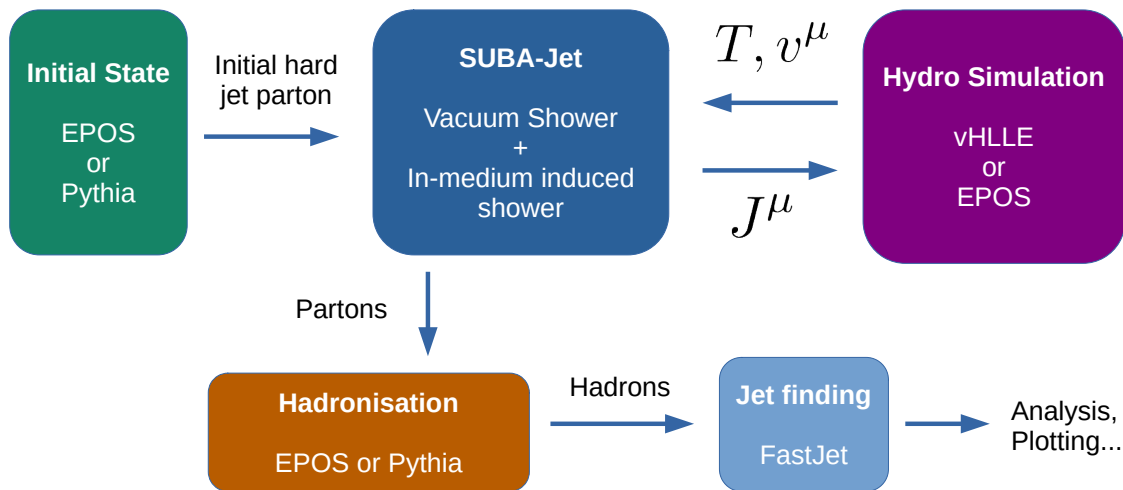 Initial State
EPOS
or
Pythia
Initial hard
jet parton
SUBA-Jet
Vacuum Shower
+
In-medium induced
shower
T, v^μ
J^μ
Hydro Simulation
vHLLE
or
EPOS
Partons
Hadronisation
EPOS or Pythia
Hadrons
Jet finding
FastJet
Analysis,
Plotting...